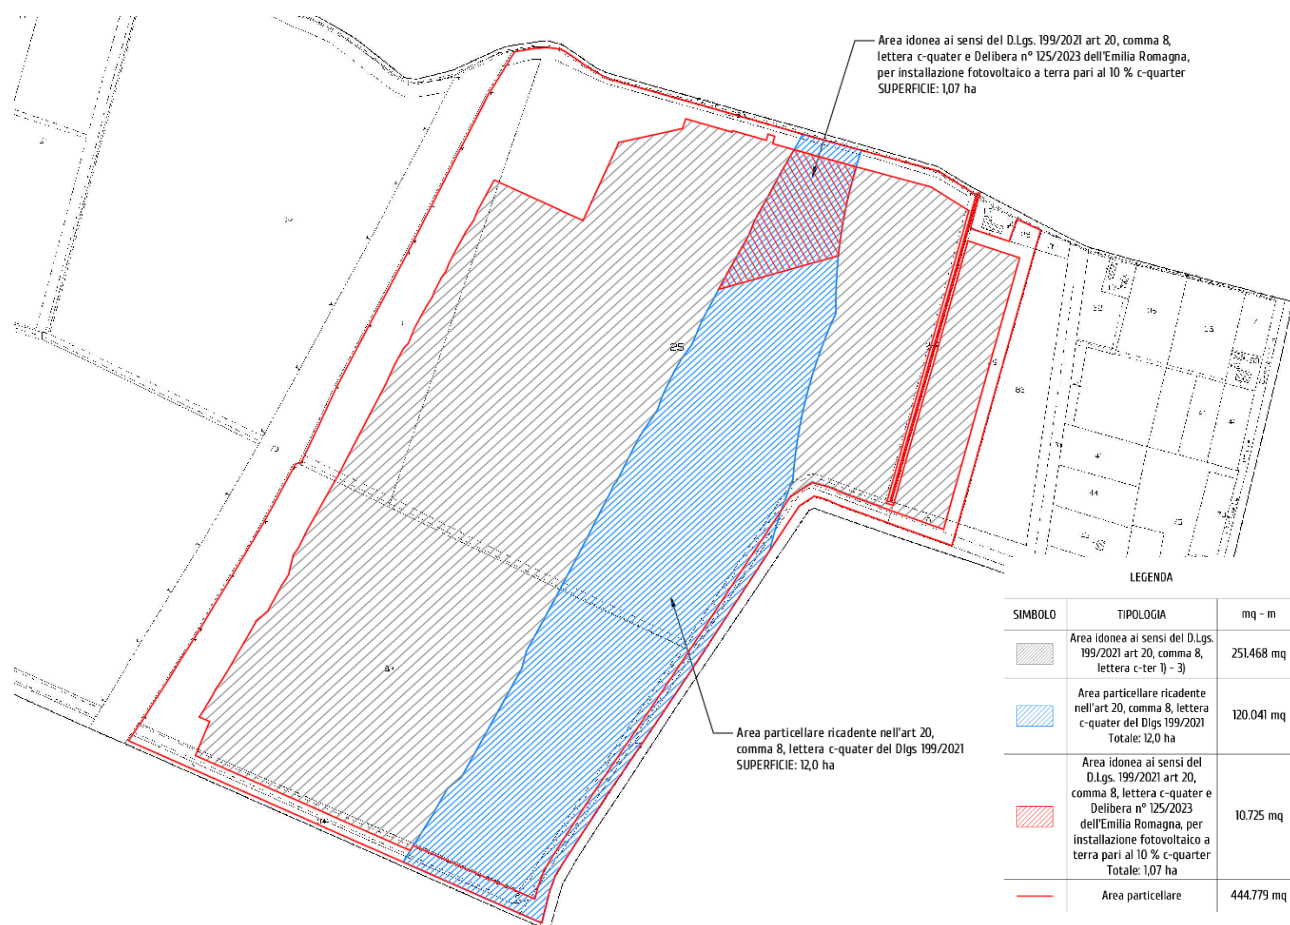 Area idonea ai sensi del D.Lgs. 199/2021 art 20, comma 8,
lettera c-quater e Delibera n° 125/2023 dell'Emilia Romagna,
per installazione fotovoltaico a terra pari al 10 % c-quarter
SUPERFICIE: 1,07 ha
25
83
Area particellare ricadente nell'art 20,
comma 8, lettera c-quater del Dlgs 199/2021
SUPERFICIE: 12,0 ha
LEGENDA
SIMBOLO TIPOLOGIA mq - m
Area idonea ai sensi del D.Lgs.
199/2021 art 20, comma 8,
lettera c-ter 1) - 3)
251.468 mq
Area particellare ricadente
nell'art 20, comma 8, lettera
c-quater del Dlgs 199/2021
Totale: 12,0 ha
120.041 mq
Area idonea ai sensi del
D.Lgs. 199/2021 art 20,
comma 8, lettera c-quater e
Delibera n° 125/2023
dell'Emilia Romagna, per
installazione fotovoltaico a
terra pari al 10 % c-quarter
Totale: 1,07 ha
10.725 mq
Area particellare 444.779 mq